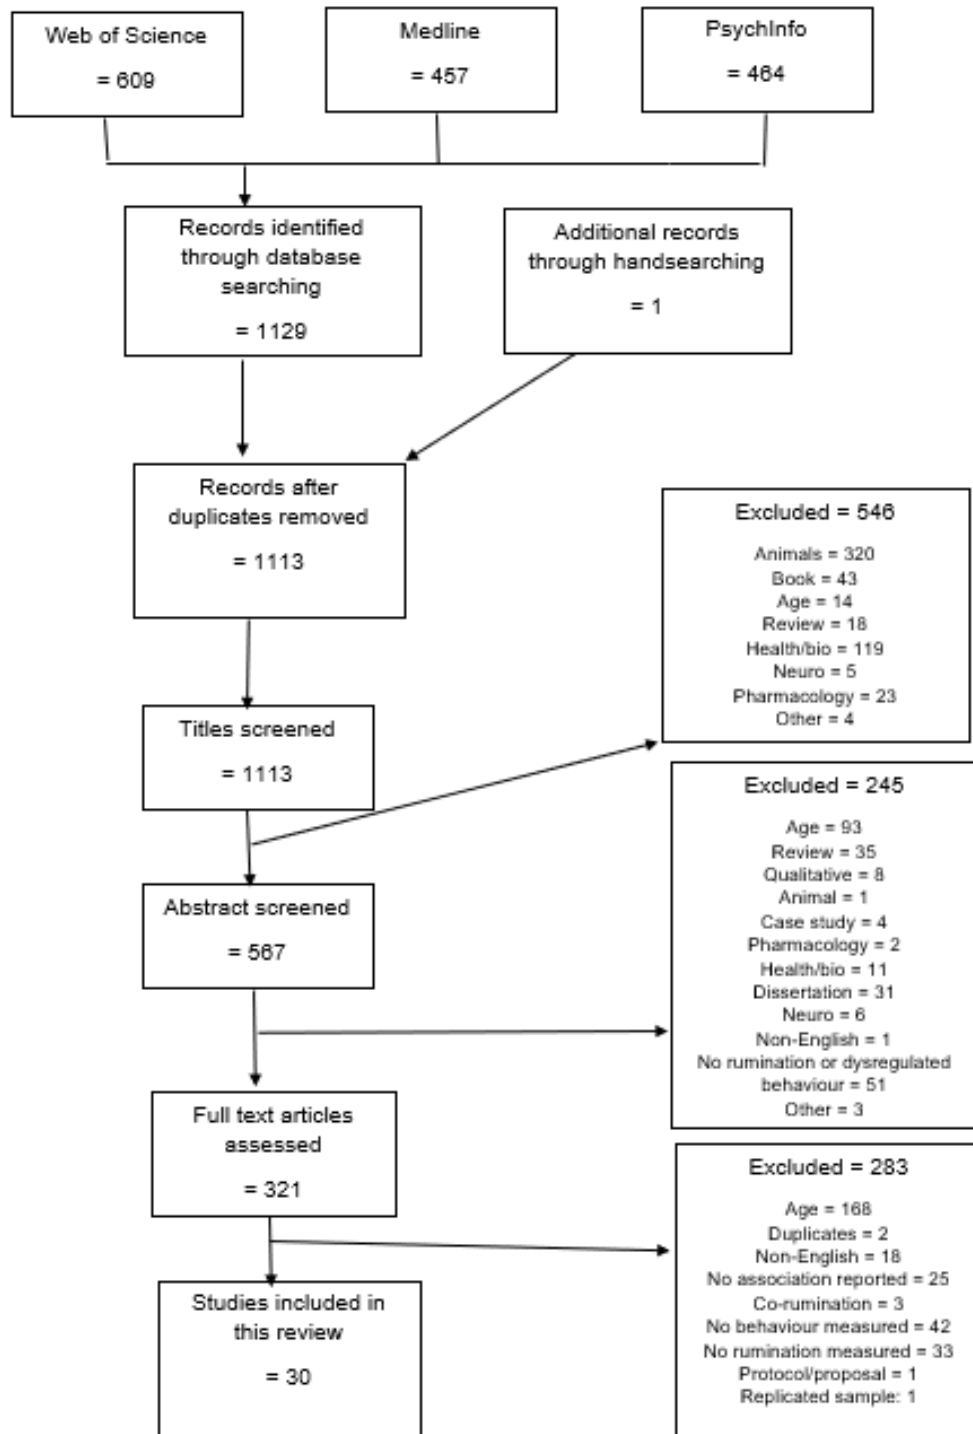 Web of Science
= 609
Medline
= 457
PsychInfo
= 464
Records identified
through database
searching
= 1129
Additional records
through handsearching
= 1
Records after
duplicates removed
= 1113
Titles screened
= 1113
Excluded = 546
Animals = 320
Book = 43
Age = 14
Review = 18
Health/bio = 119
Neuro = 5
Pharmacology = 23
Other = 4
Abstract screened
= 567
Excluded = 245
Age = 93
Review = 35
Qualitative = 8
Animal = 1
Case study = 4
Pharmacology = 2
Health/bio = 11
Dissertation = 31
Neuro = 6
Non-English = 1
No rumination or dysregulated
behaviour = 51
Other = 3
Full text articles
assessed
= 321
Excluded = 283
Age = 168
Duplicates = 2
Non-English = 18
No association reported = 25
Co-rumination = 3
No behaviour measured = 42
No rumination measured = 33
Protocol/proposal = 1
Replicated sample: 1
Studies included in
this review
= 30